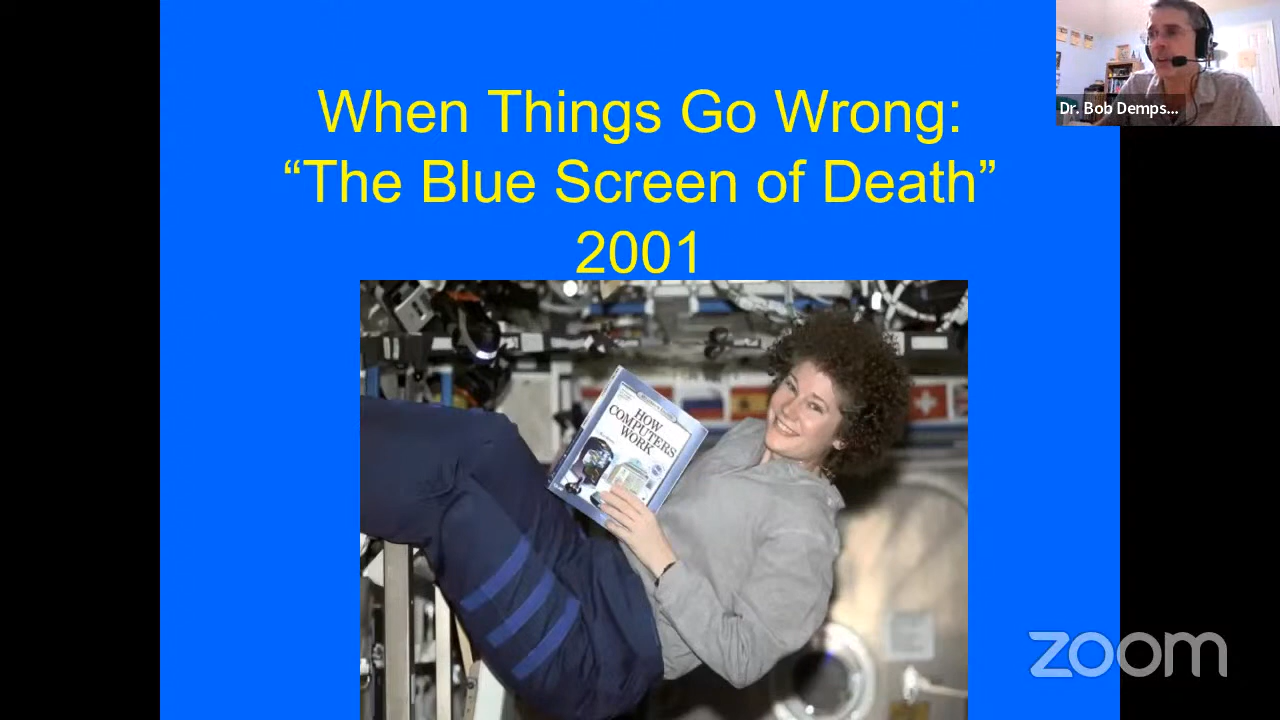 When Things Go Wrong:
“The Blue Screen of Death”
2001
Dr. Bob Demps...
HOW
COMPUTERS
WORK
zoom